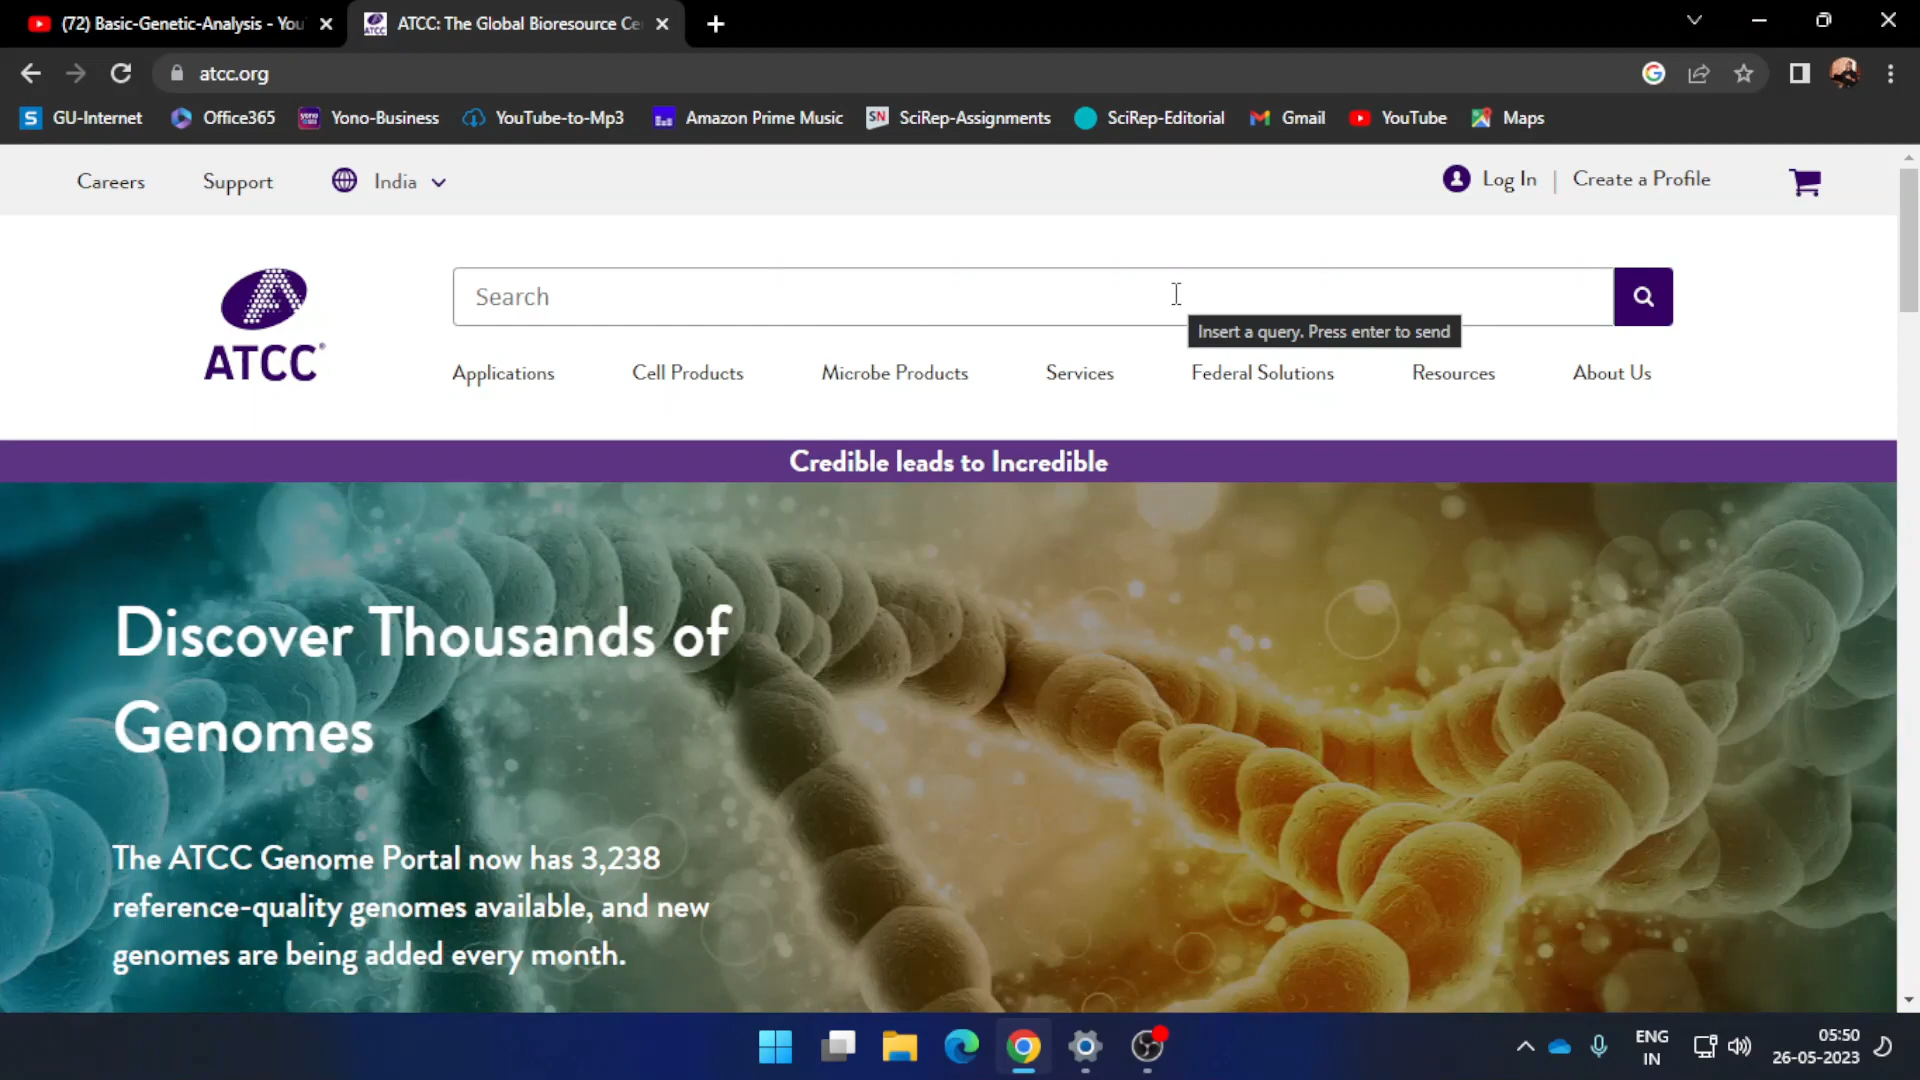 (72) Basic-Genetic-Analysis - You
ATCC: The Global Bioresource Ce
atcc.org
GU-Internet
Office365
yono
Yono-Business
YouTube-to-Mp3
Amazon Prime Music
SN
SciRep-Assignments
SciRep-Editorial
Gmail
YouTube
Maps
Careers
Support
India
Log In | Create a Profile
ATCC®
Search
Insert a query. Press enter to send
Applications
Cell Products
Microbe Products
Services
Federal Solutions
Resources
About Us
Credible leads to Incredible
Discover Thousands of
Genomes
The ATCC Genome Portal now has 3,238
reference-quality genomes available, and new
genomes are being added every month.
ENG
IN
05:50
26-05-2023